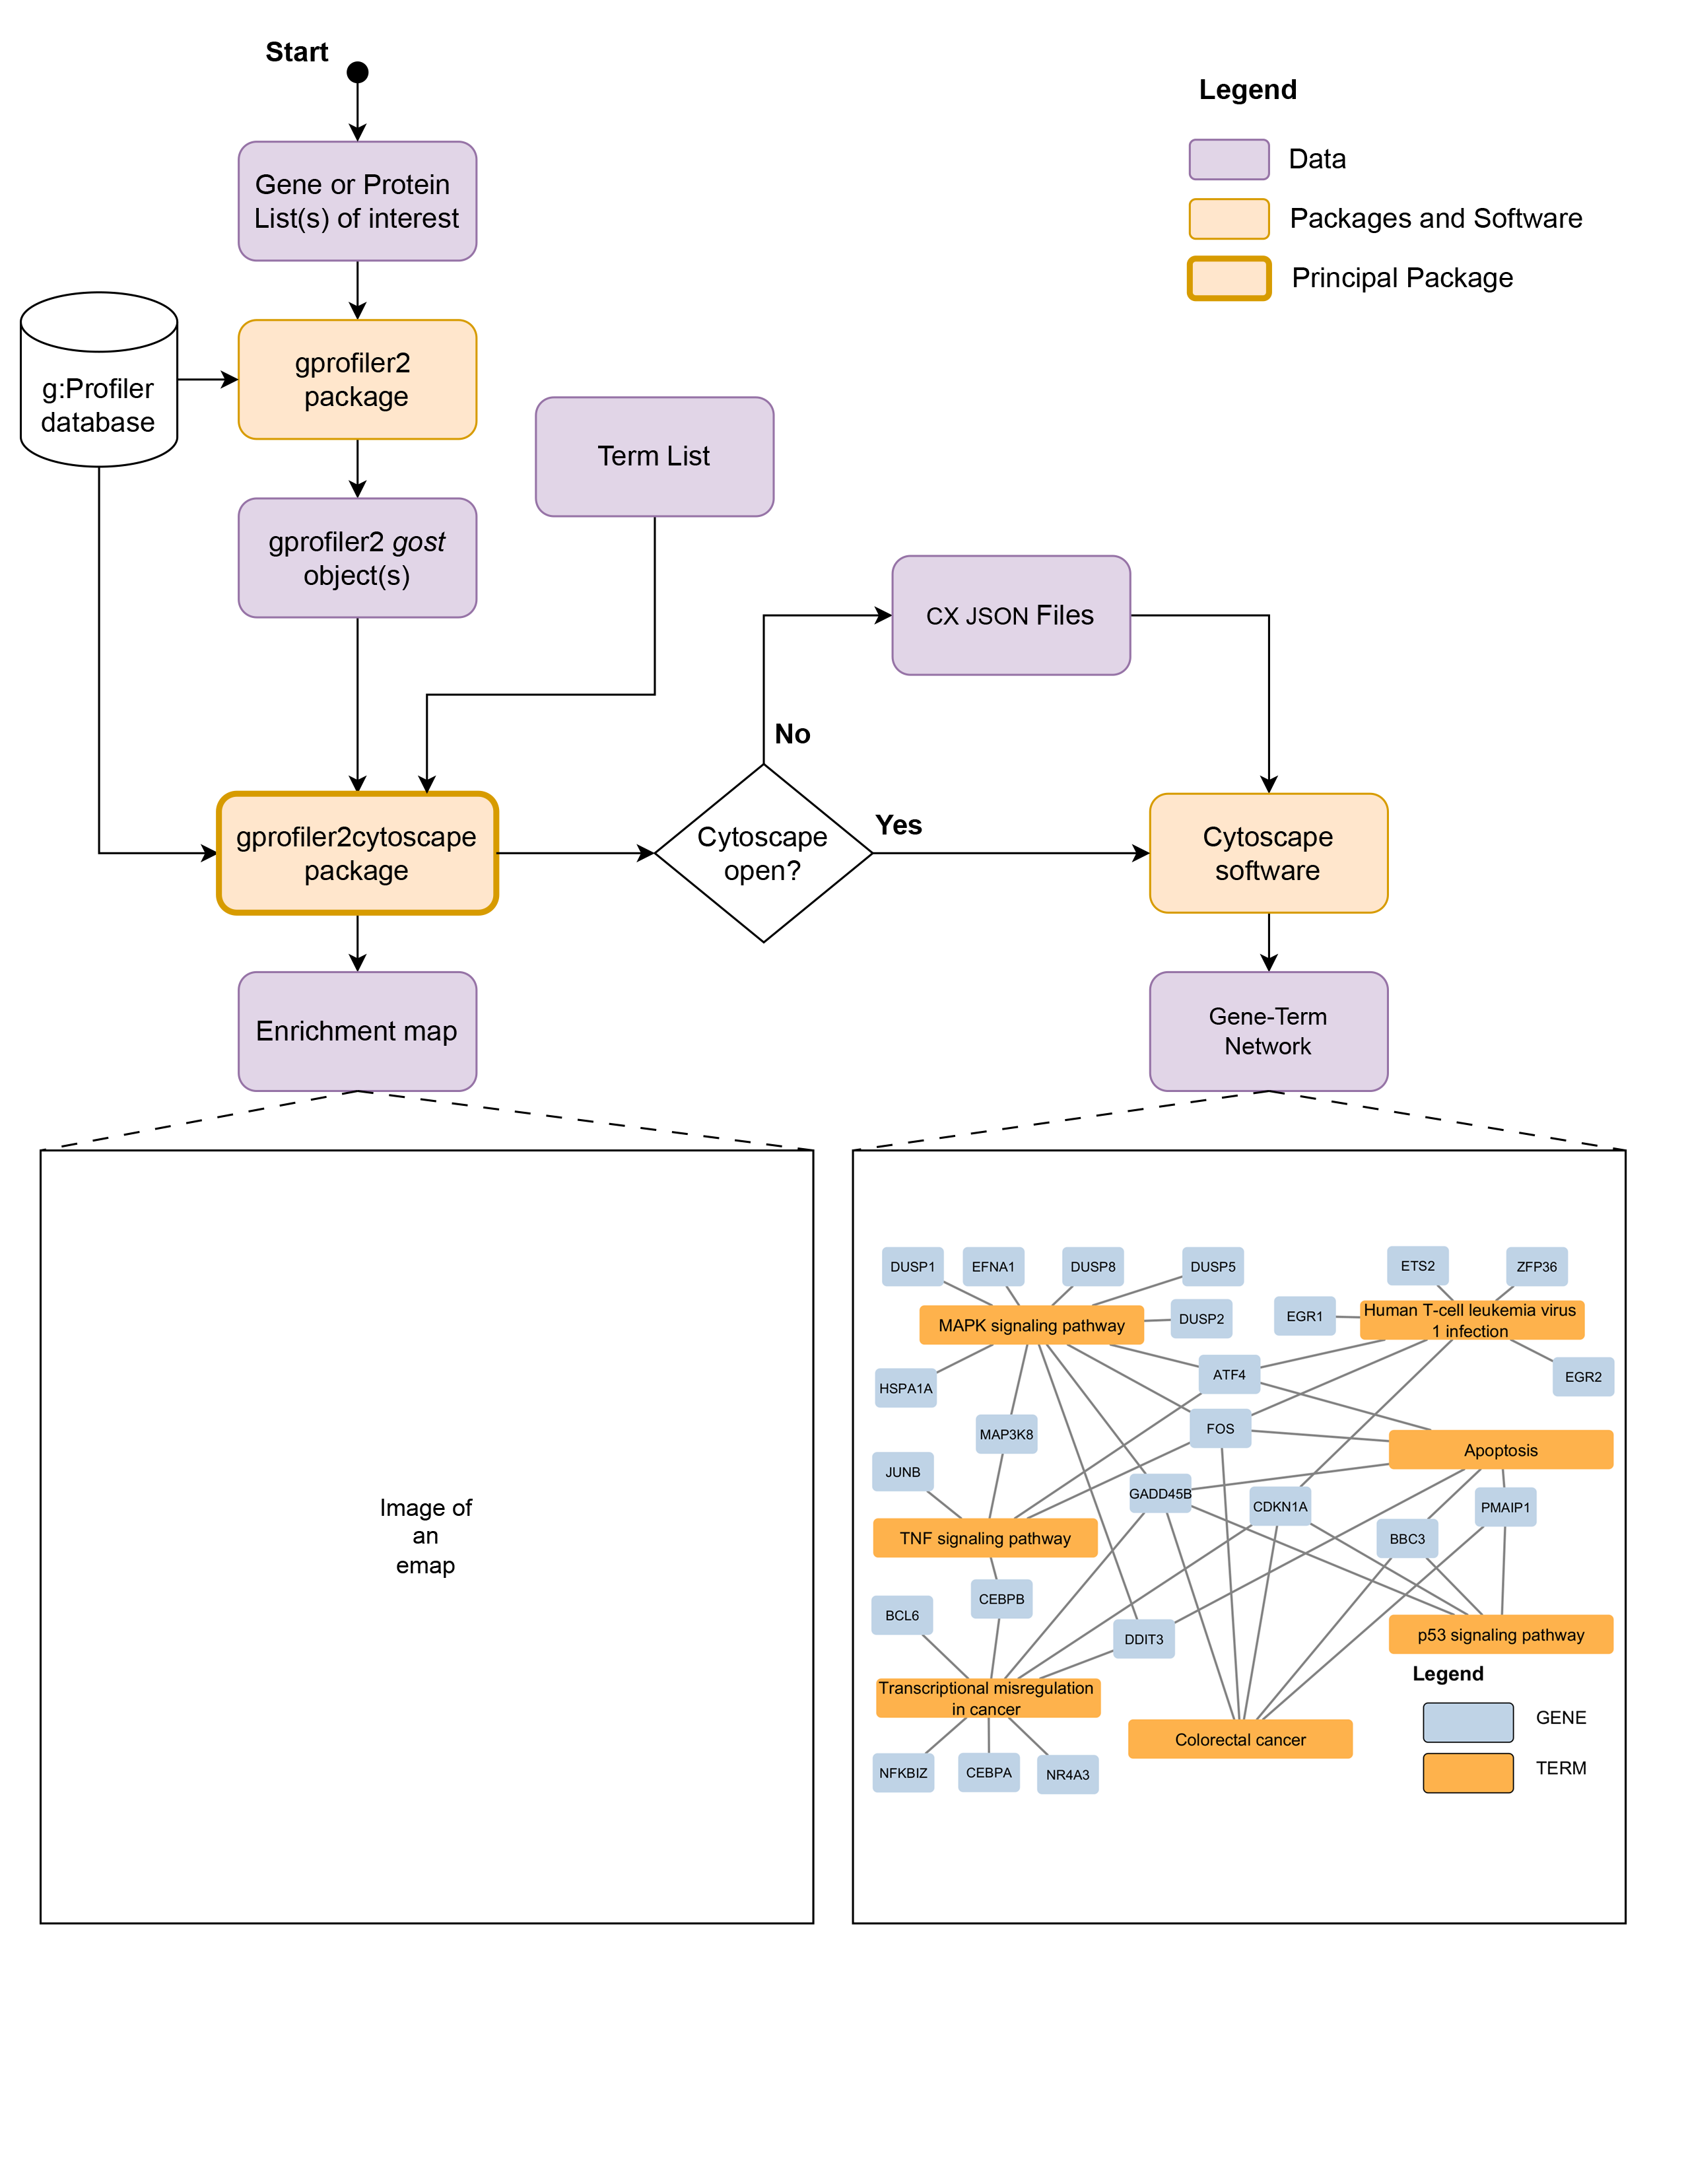 Start
Legend
Data
Packages and Software
Principal Package
Gene or Protein
List(s) of interest
g:Profiler
database
gprofiler2
package
Term List
gprofiler2 gost
object(s)
CX JSON Files
No
Yes
gprofiler2cytoscape
package
Cytoscape
open?
Cytoscape
software
Enrichment map
Gene-Term
Network
Image of
an
emap
DUSP1
EFNA1
DUSP8
DUSP5
ETS2
ZFP36
MAPK signaling pathway
DUSP2
EGR1
Human T-cell leukemia virus
1 infection
HSPA1A
ATF4
EGR2
MAP3K8
FOS
Apoptosis
JUNB
GADD45B
CDKN1A
PMAIP1
TNF signaling pathway
BBC3
CEBPB
BCL6
DDIT3
p53 signaling pathway
Transcriptional misregulation
in cancer
Colorectal cancer
NFKBIZ
CEBPA
NR4A3
Legend
GENE
TERM